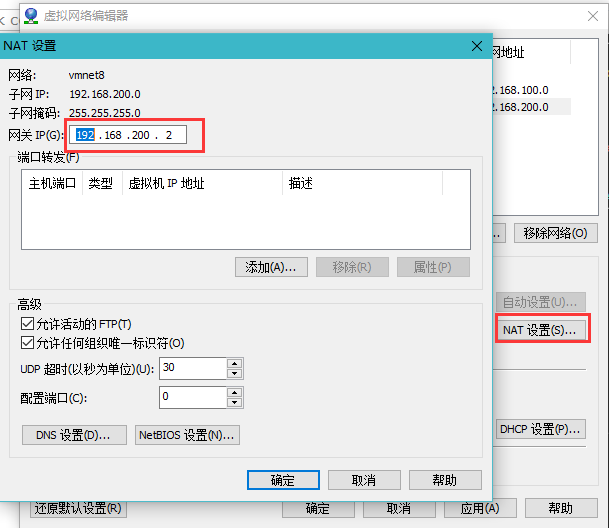 虚拟网络编辑器
NAT 设置
网络: vmnet8
子网 IP: 192.168.200.0
子网掩码: 255.255.255.0
网关 IP(G): 192 .168 .200 . 2
端口转发(F)
主机端口 类型 虚拟机 IP 地址 描述
添加(A)... 移除(R) 属性(P)
高级
允许活动的 FTP(T)
允许任何组织唯一标识符(O)
UDP 超时(以秒为单位)(U): 30
配置端口(C): 0
DNS 设置(D)... NetBIOS 设置(N)...
确定 取消 帮助
网地址
.168.100.0
.168.200.0
... 移除网络(O)
自动设置(U)...
NAT 设置(S)...
DHCP 设置(P)...
还原默认设置(R) 确定 取消 应用(A) 帮助